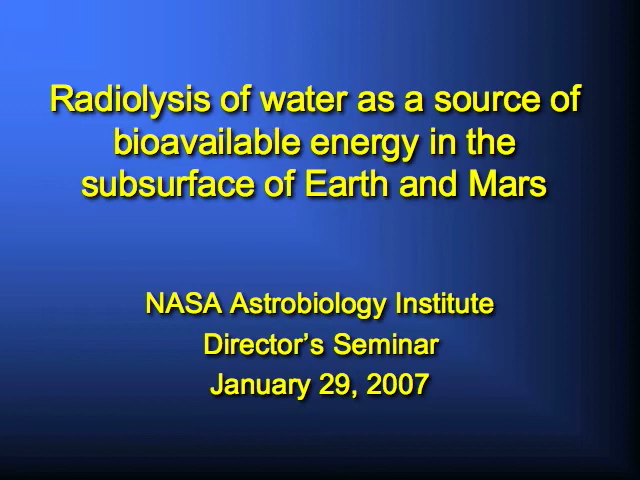 Radiolysis of water as a source of
bioavailable energy in the
subsurface of Earth and Mars
NASA Astrobiology Institute
Director’s Seminar
January 29, 2007